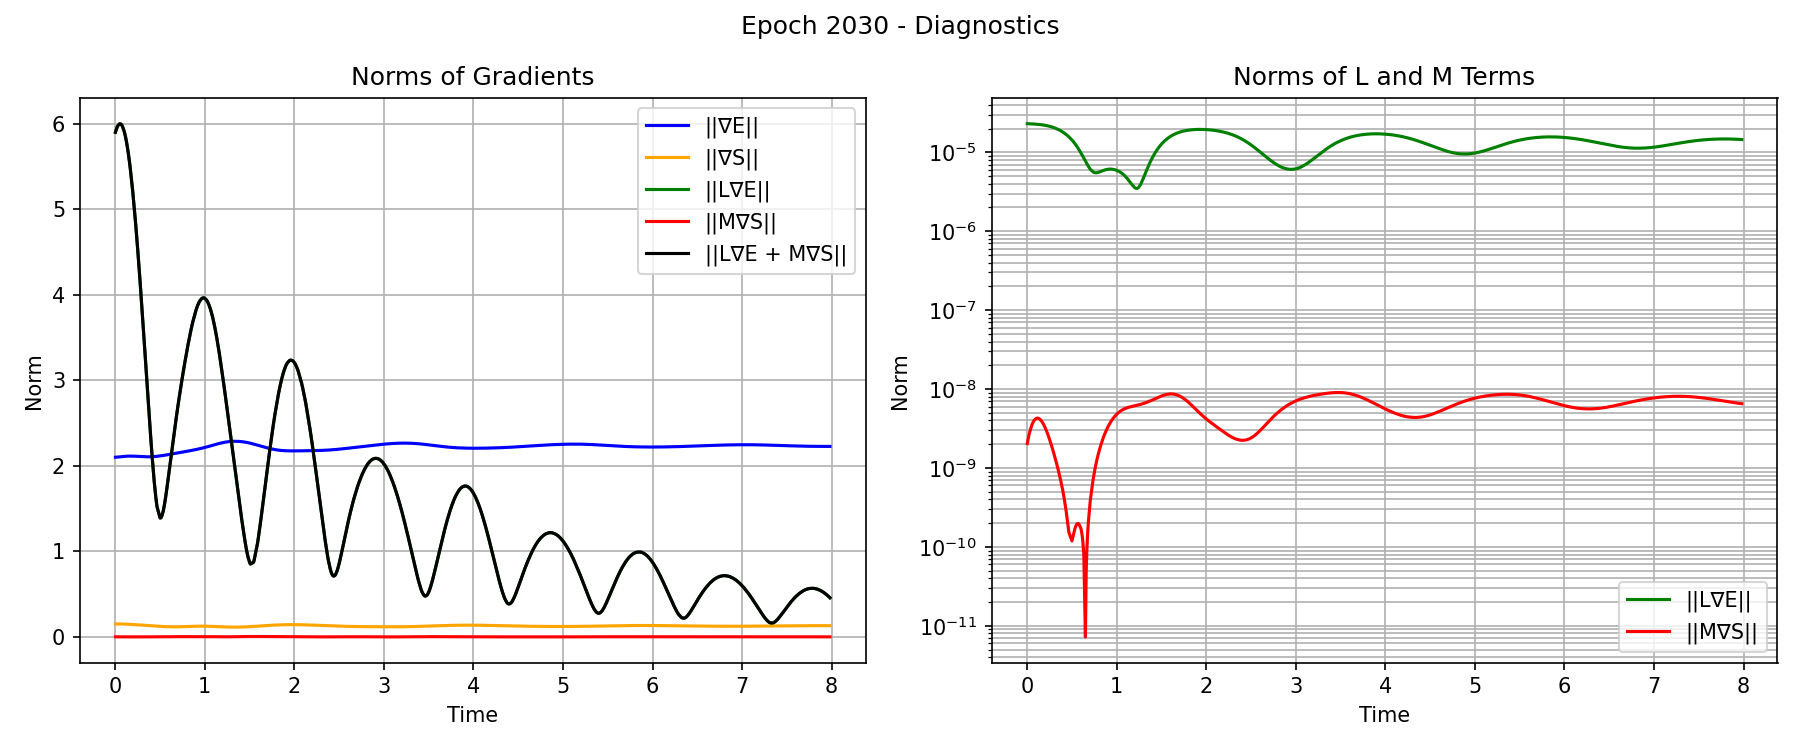 Epoch 2030 - Diagnostics
Norms of Gradients
6
5
4
3
2
1
0
Norm
0 1 2 3 4 5 6 7 8
Time
||∇E||
||∇S||
||L∇E||
||M∇S||
||L∇E + M∇S||
Norms of L and M Terms
10⁻⁵
10⁻⁶
10⁻⁷
10⁻⁸
10⁻⁹
10⁻¹⁰
10⁻¹¹
Norm
0 1 2 3 4 5 6 7 8
Time
||L∇E||
||M∇S||